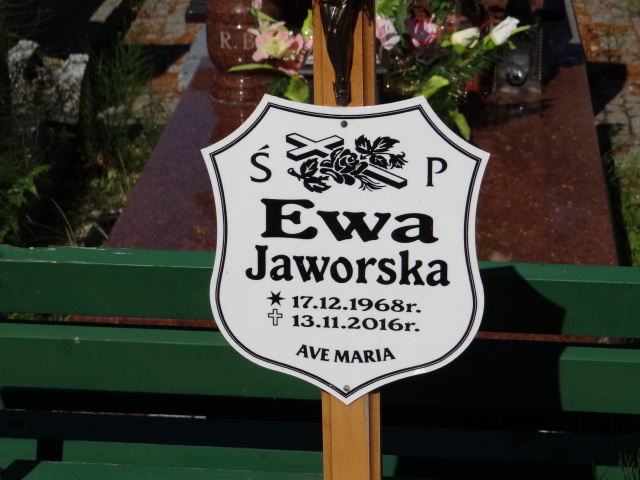 R.D
Ś P
Ewa
Jaworska
* 17.12.1968r.
✝ 13.11.2016r.
AVE MARIA